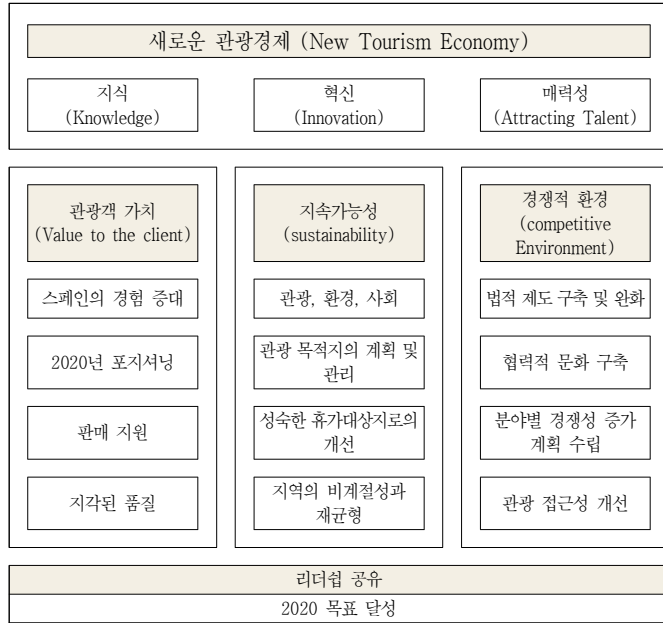 새로운 관광경제 (New Tourism Economy)
지식
(Knowledge)
혁신
(Innovation)
매력성
(Attracting Talent)
관광객 가치
(Value to the client)
스페인의 경험 증대
2020년 포지셔닝
판매 지원
지각된 품질
지속가능성
(sustainability)
관광, 환경, 사회
관광 목적지의 계획 및
관리
성숙한 휴가대상지로의
개선
지역의 비계절성과
재균형
경쟁적 환경
(competitive
Environment)
법적 제도 구축 및 완화
협력적 문화 구축
분야별 경쟁성 증가
계획 수립
관광 접근성 개선
리더쉽 공유
2020 목표 달성